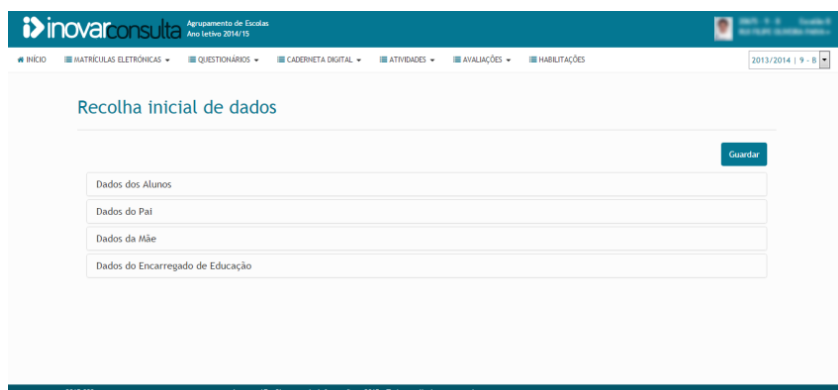 inovarconsulta Agrupamento de Escolas
Ano letivo 2014/15
INÍCIO MATRÍCULAS ELETRÓNICAS QUESTIONÁRIOS CADERNETA DIGITAL ATIVIDADES AVALIAÇÕES HABILITAÇÕES 2013/2014 | 9 - B
Recolha inicial de dados
Guardar
Dados dos Alunos
Dados do Pai
Dados da Mãe
Dados do Encarregado de Educação